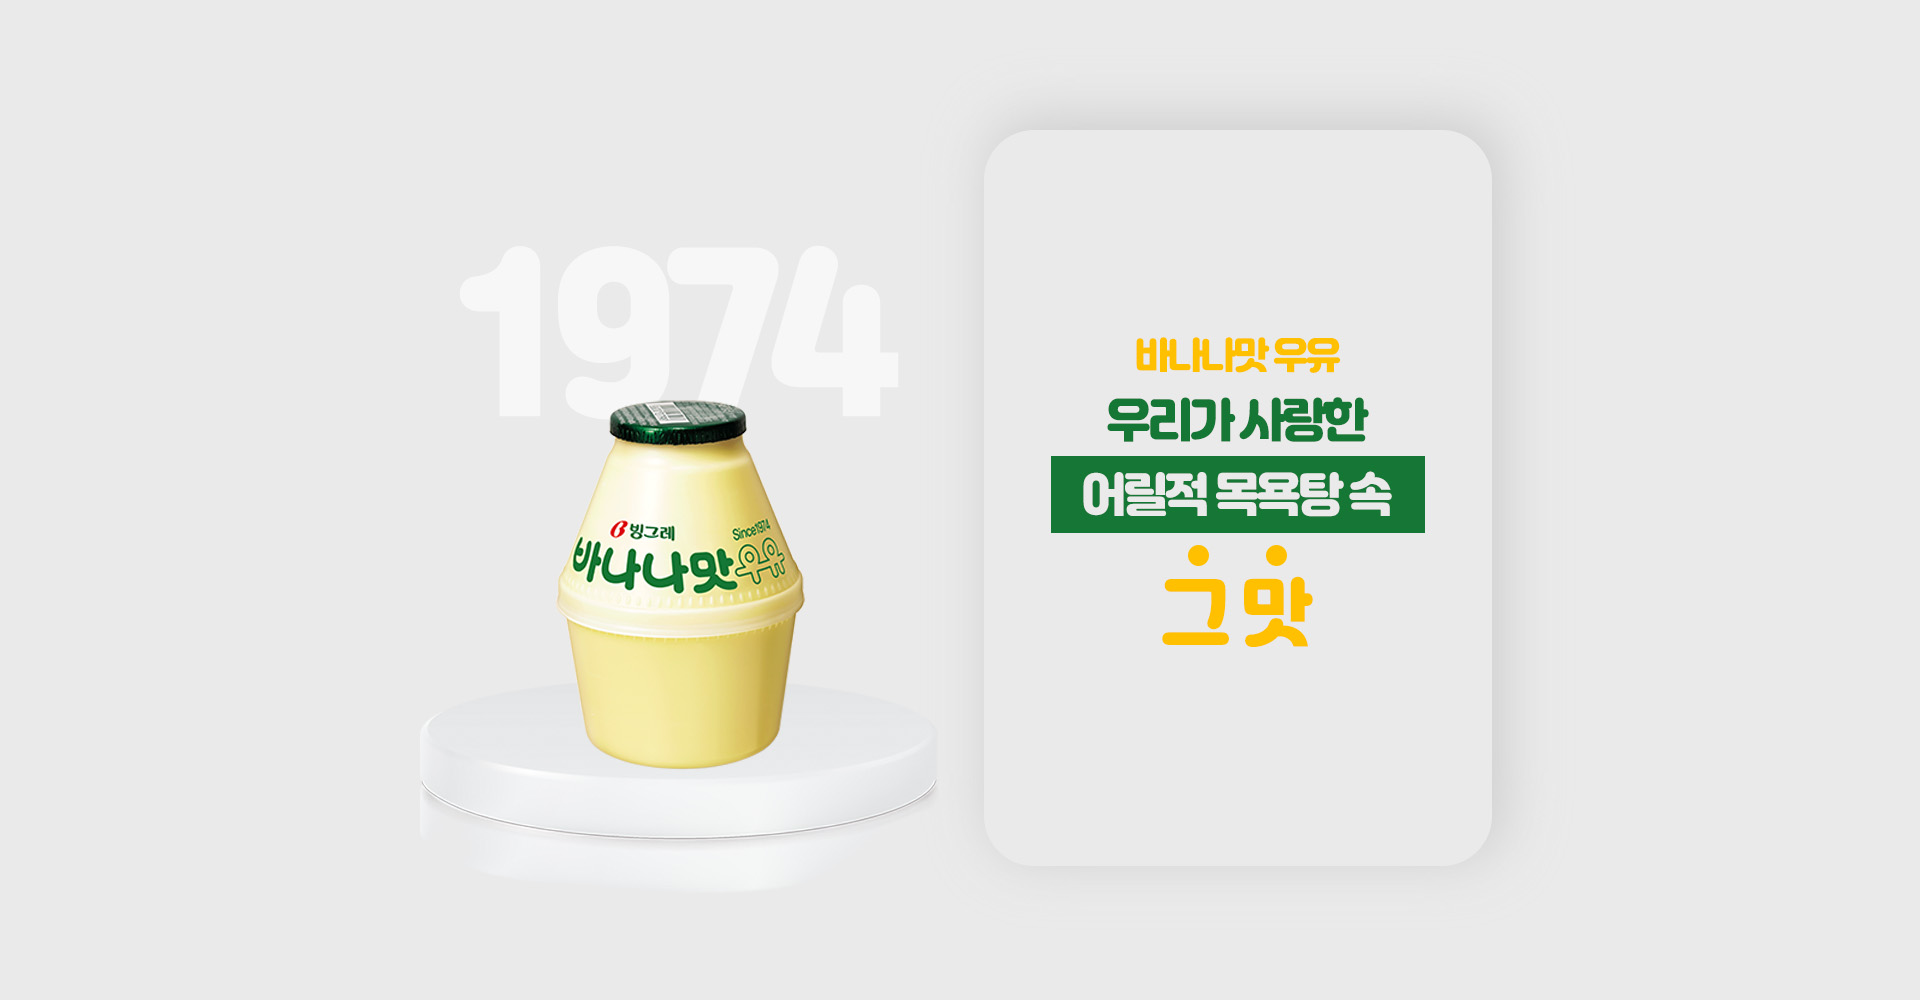 1974
빙그레
Since1974
바나나맛우유
바나나맛 우유
우리가 사랑한
어릴적 목욕탕 속
그 맛